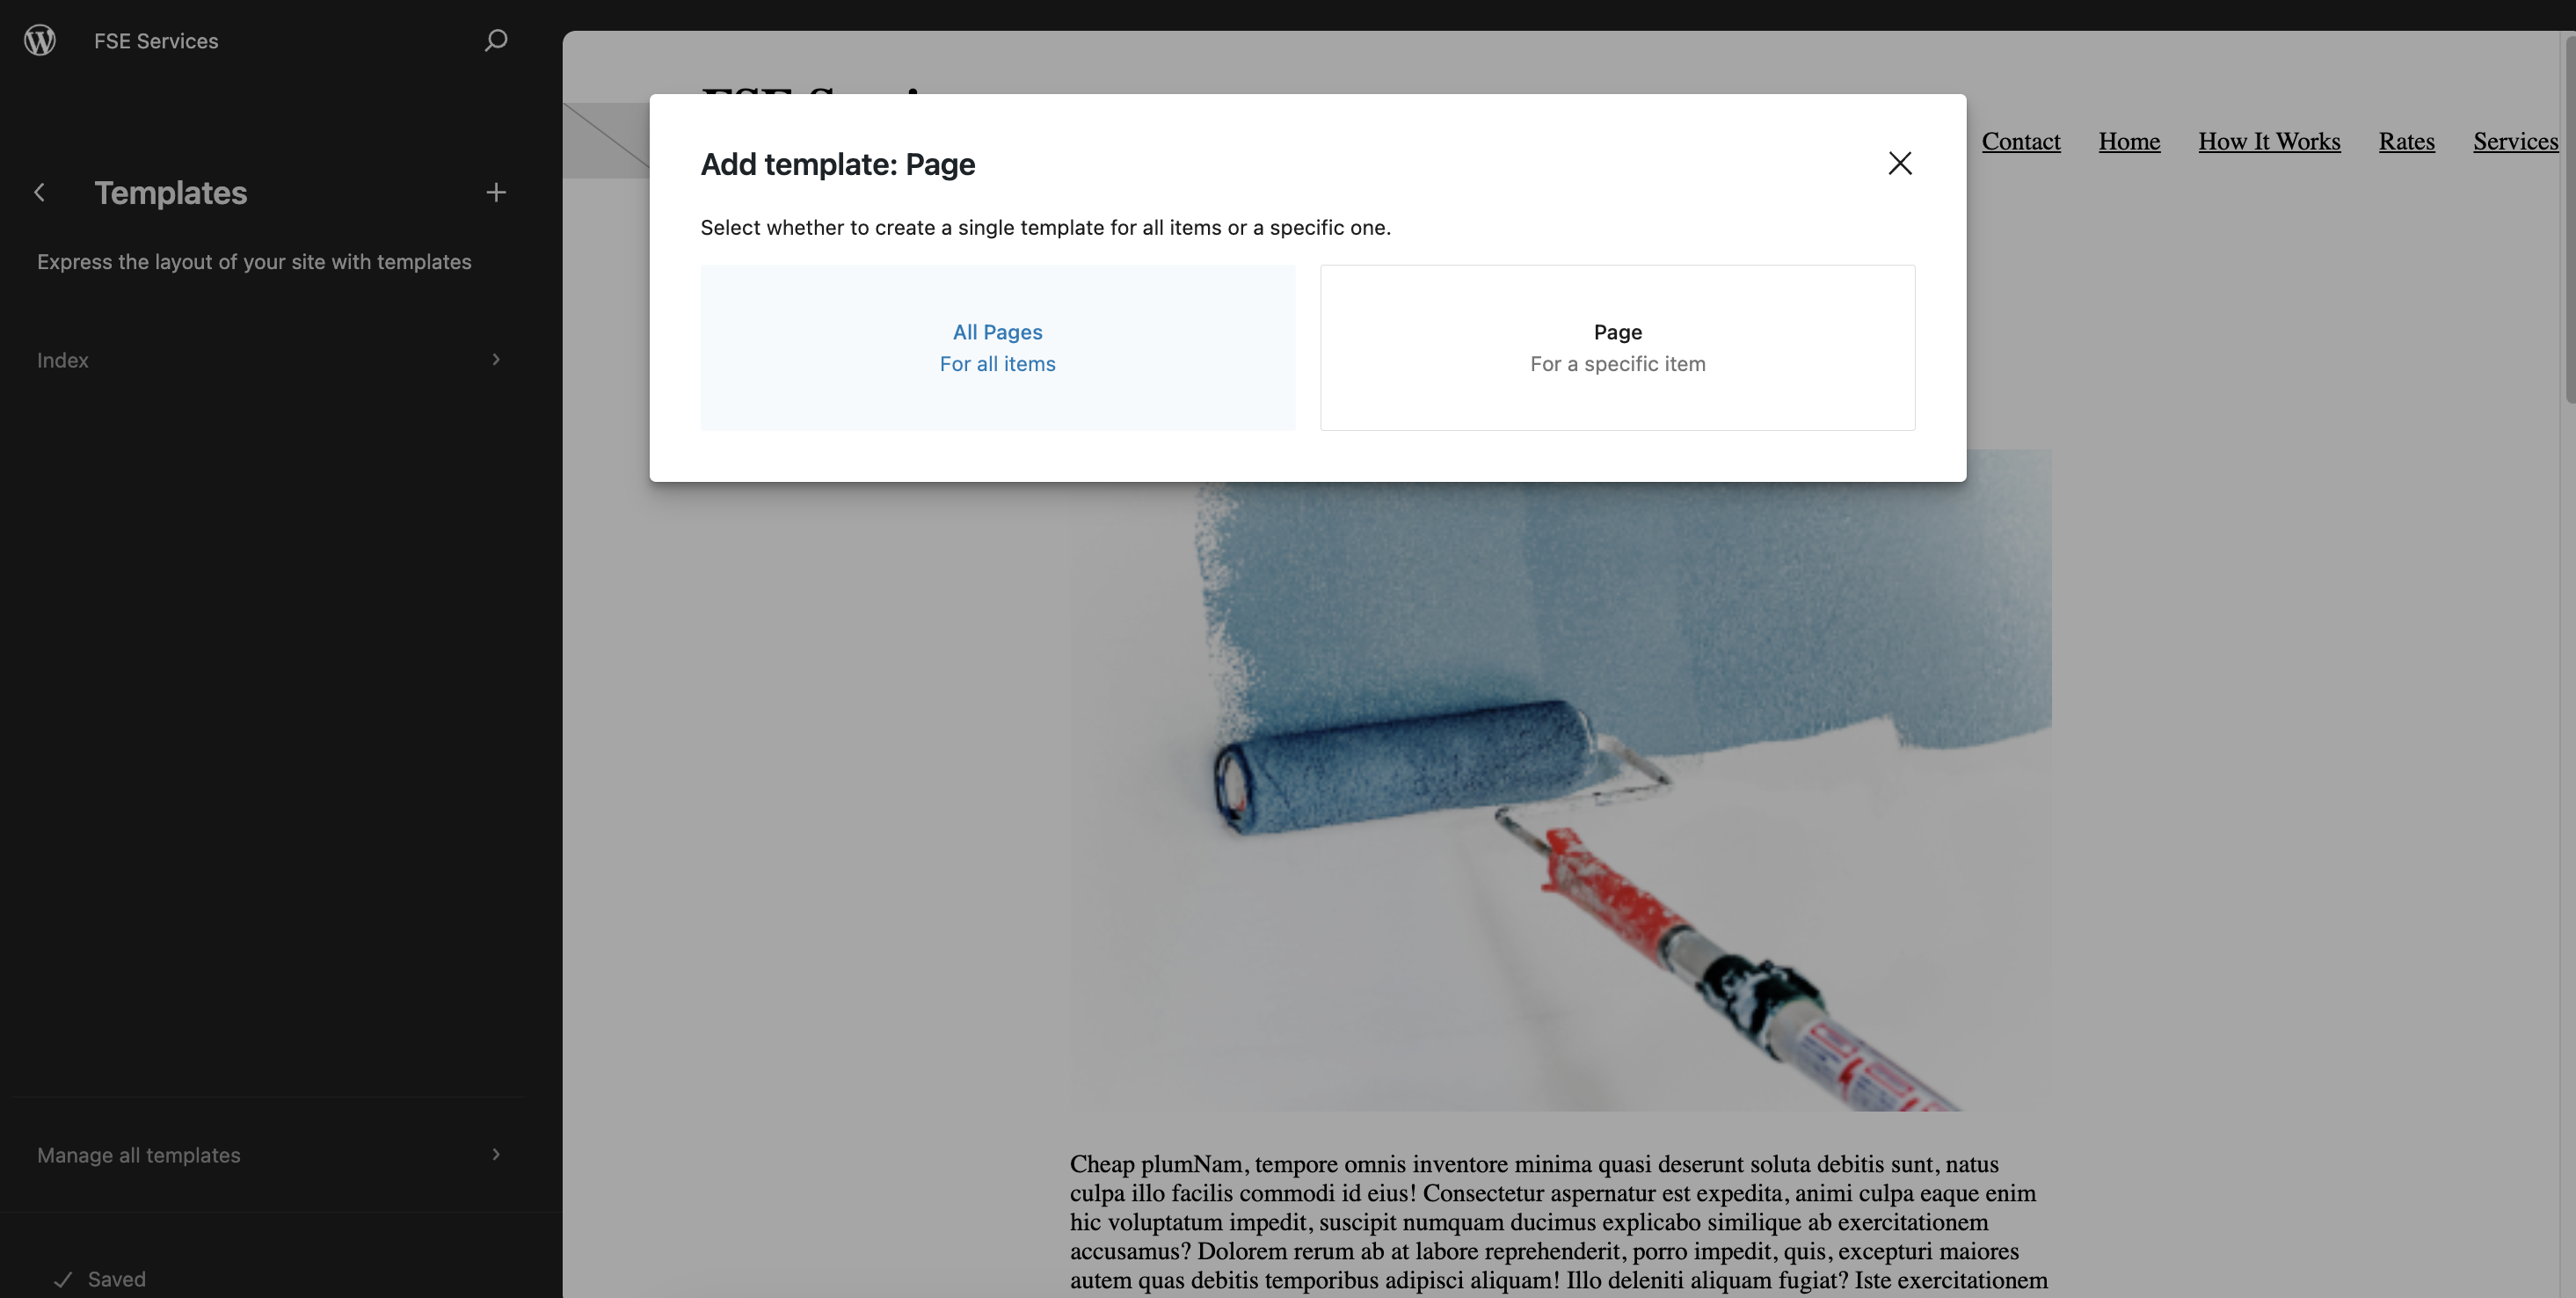 FSE Services
Templates
Express the layout of your site with templates
Index
Manage all templates
Saved
Contact Home How It Works Rates Services
Add template: Page
Select whether to create a single template for all items or a specific one.
All Pages
For all items
Page
For a specific item
Cheap plumNam, tempore omnis inventore minima quasi deserunt soluta debitis sunt, natus
culpa illo facilis commodi id eius! Consectetur aspernatur est expedita, animi culpa eaque enim
hic voluptatum impedit, suscipit numquam ducimus explicabo similique ab exercitationem
accusamus? Dolorem rerum ab at labore reprehenderit, porro impedit, quis, excepturi maiores
autem quas debitis temporibus adipisci aliquam! Illo deleniti aliquam fugiat? Iste exercitationem